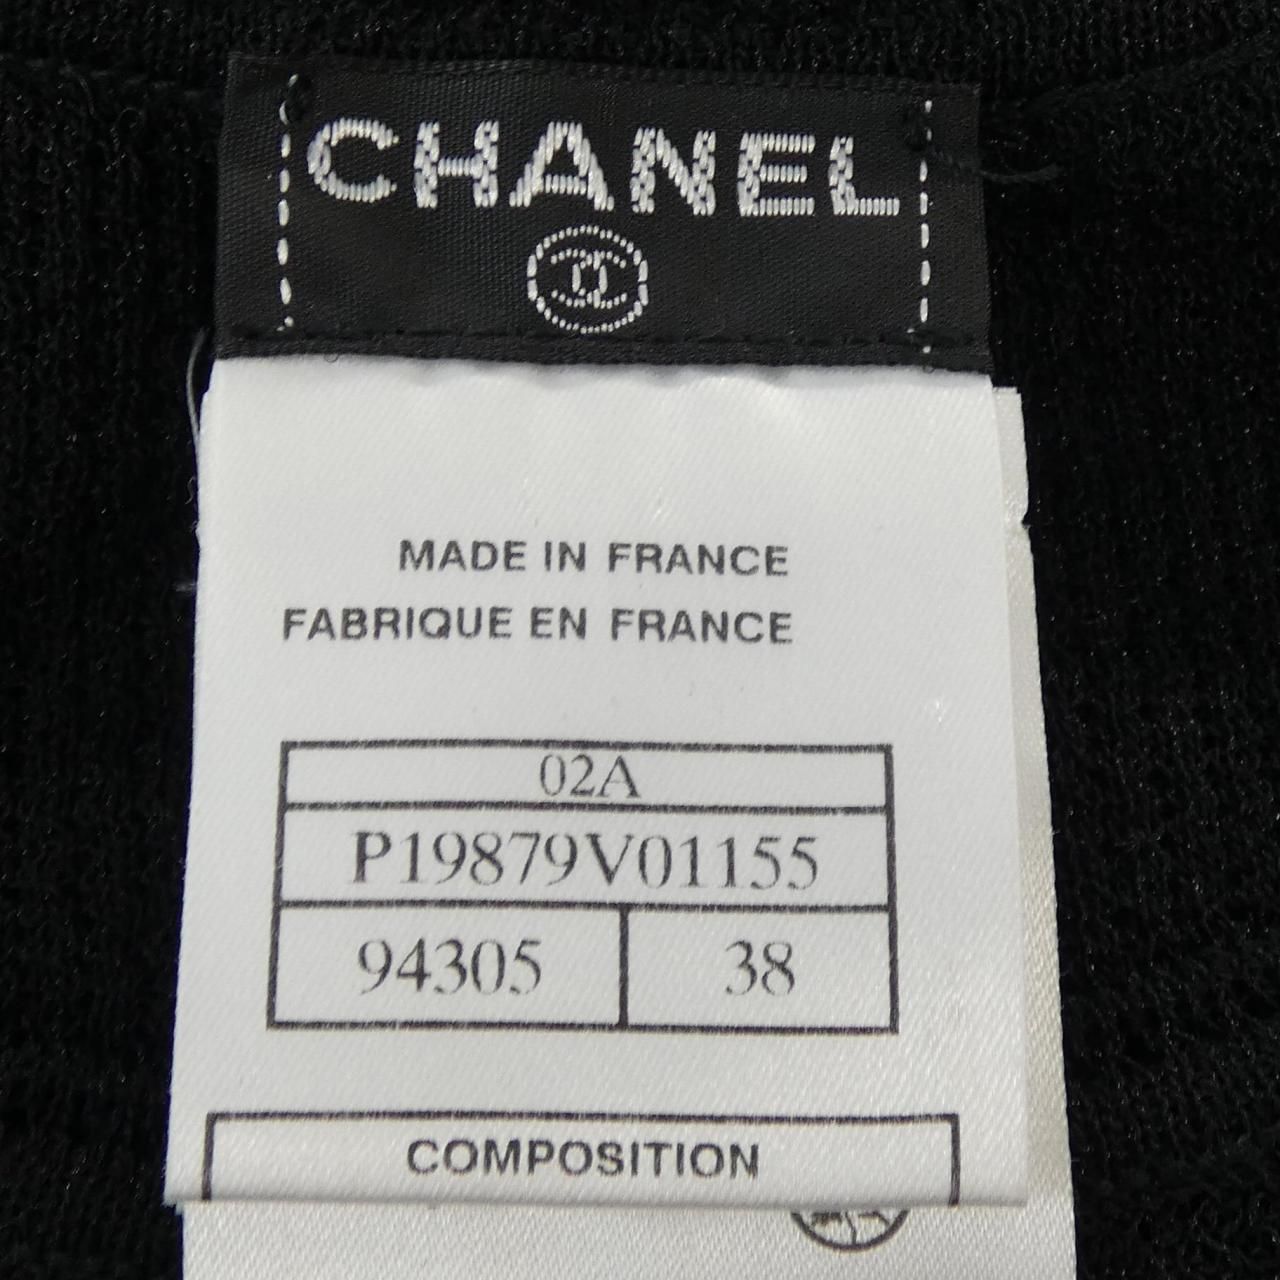 CHANEL
MADE IN FRANCE
FABRIQUE EN FRANCE
02A
P19879V01155
94305 38
COMPOSITION